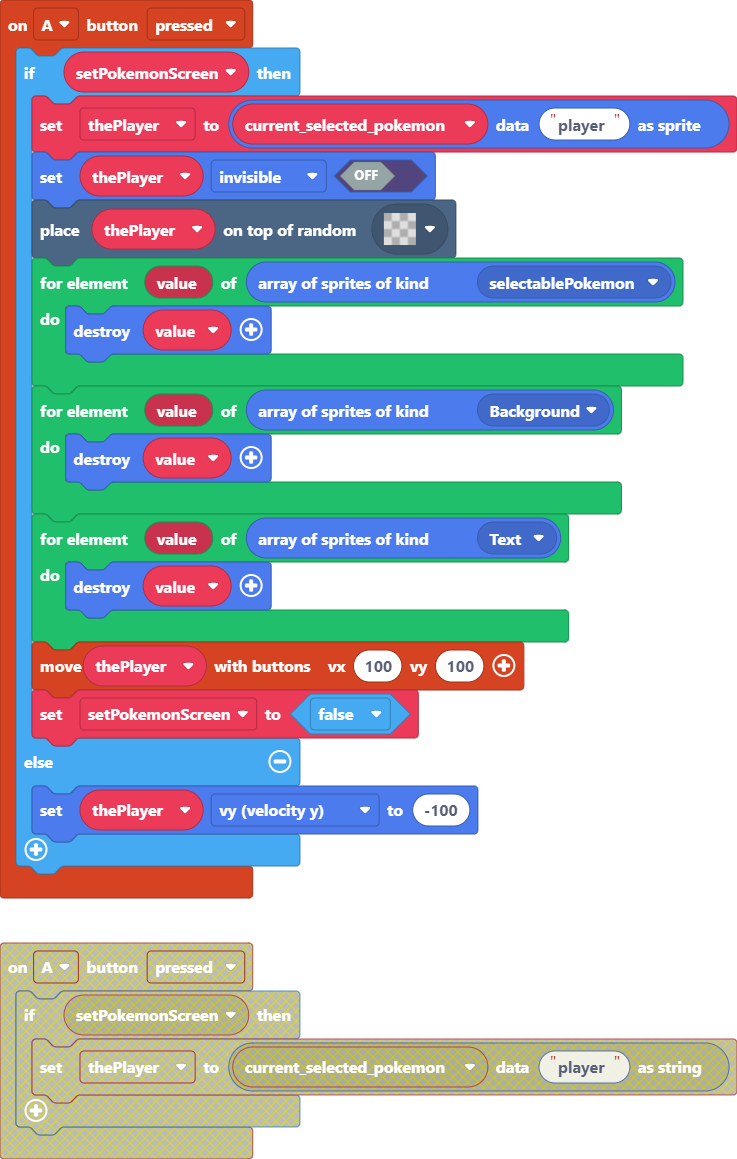 on A button pressed
if setPokemonScreen then
set thePlayer to current_selected_pokemon data "player" as sprite
set thePlayer invisible OFF
place thePlayer on top of random
for element value of array of sprites of kind selectablePokemon
do destroy value
for element value of array of sprites of kind Background
do destroy value
for element value of array of sprites of kind Text
do destroy value
move thePlayer with buttons vx 100 vy 100
set setPokemonScreen to false
else
set thePlayer vy (velocity y) to -100
on A button pressed
if setPokemonScreen then
set thePlayer to current_selected_pokemon data "player" as string